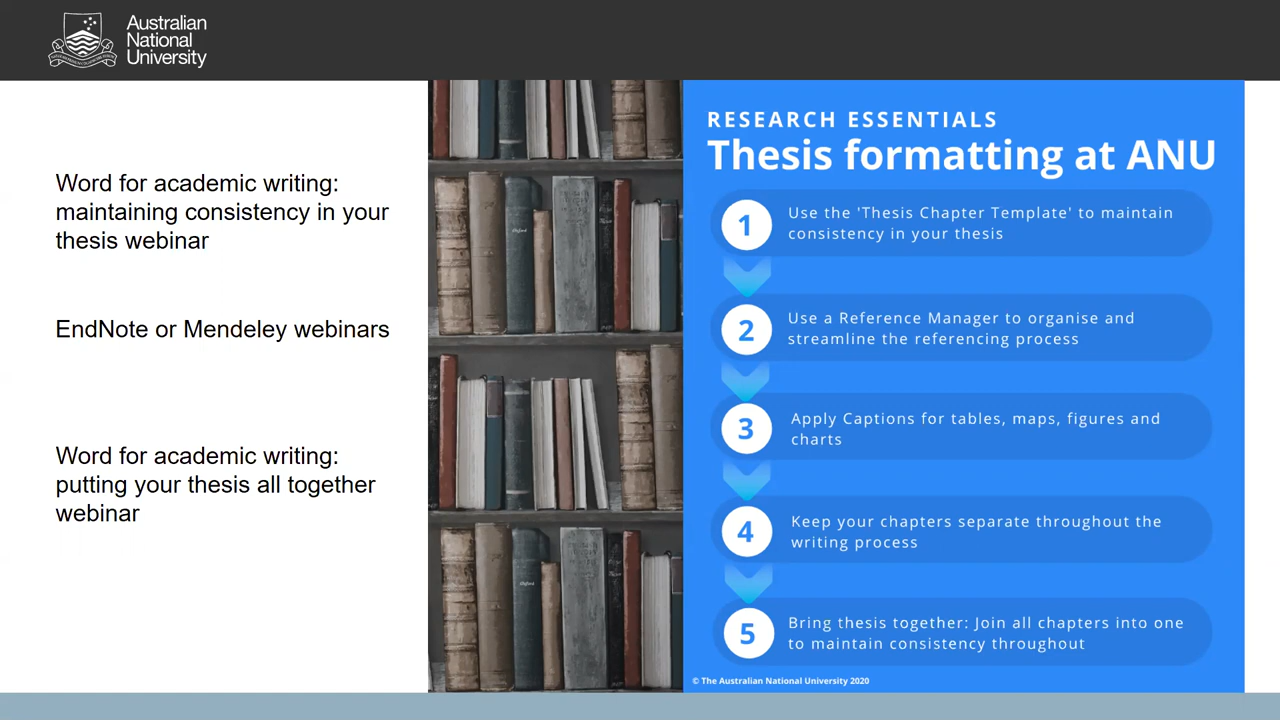 Australian
National
University
Word for academic writing:
maintaining consistency in your
thesis webinar
EndNote or Mendeley webinars
Word for academic writing:
putting your thesis all together
webinar
RESEARCH ESSENTIALS
Thesis formatting at ANU
1
Use the 'Thesis Chapter Template' to maintain
consistency in your thesis
2
Use a Reference Manager to organise and
streamline the referencing process
3
Apply Captions for tables, maps, figures and
charts
4
Keep your chapters separate throughout the
writing process
5
Bring thesis together: Join all chapters into one
to maintain consistency throughout
© The Australian National University 2020